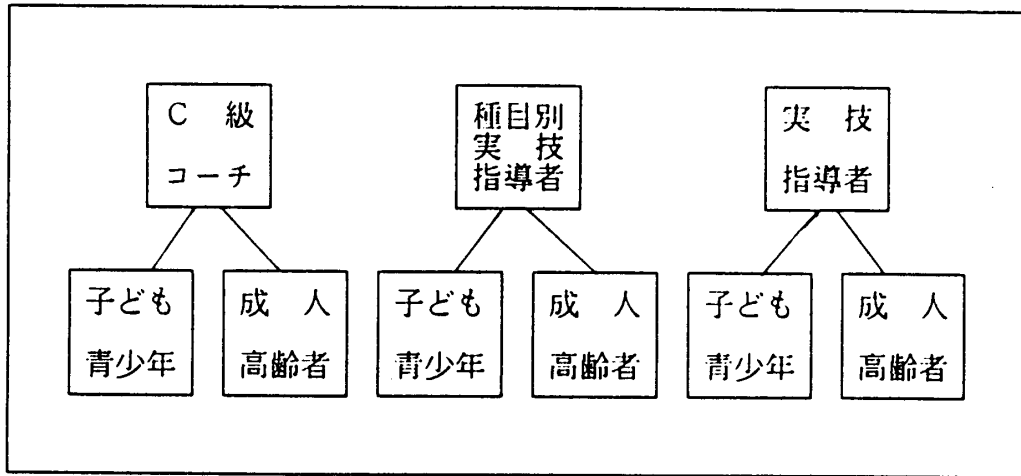 C 級
コーチ
種目別
実 技
指導者
実 技
指導者
子ども
青少年
成 人
高齢者
子ども
青少年
成 人
高齢者
子ども
青少年
成 人
高齢者